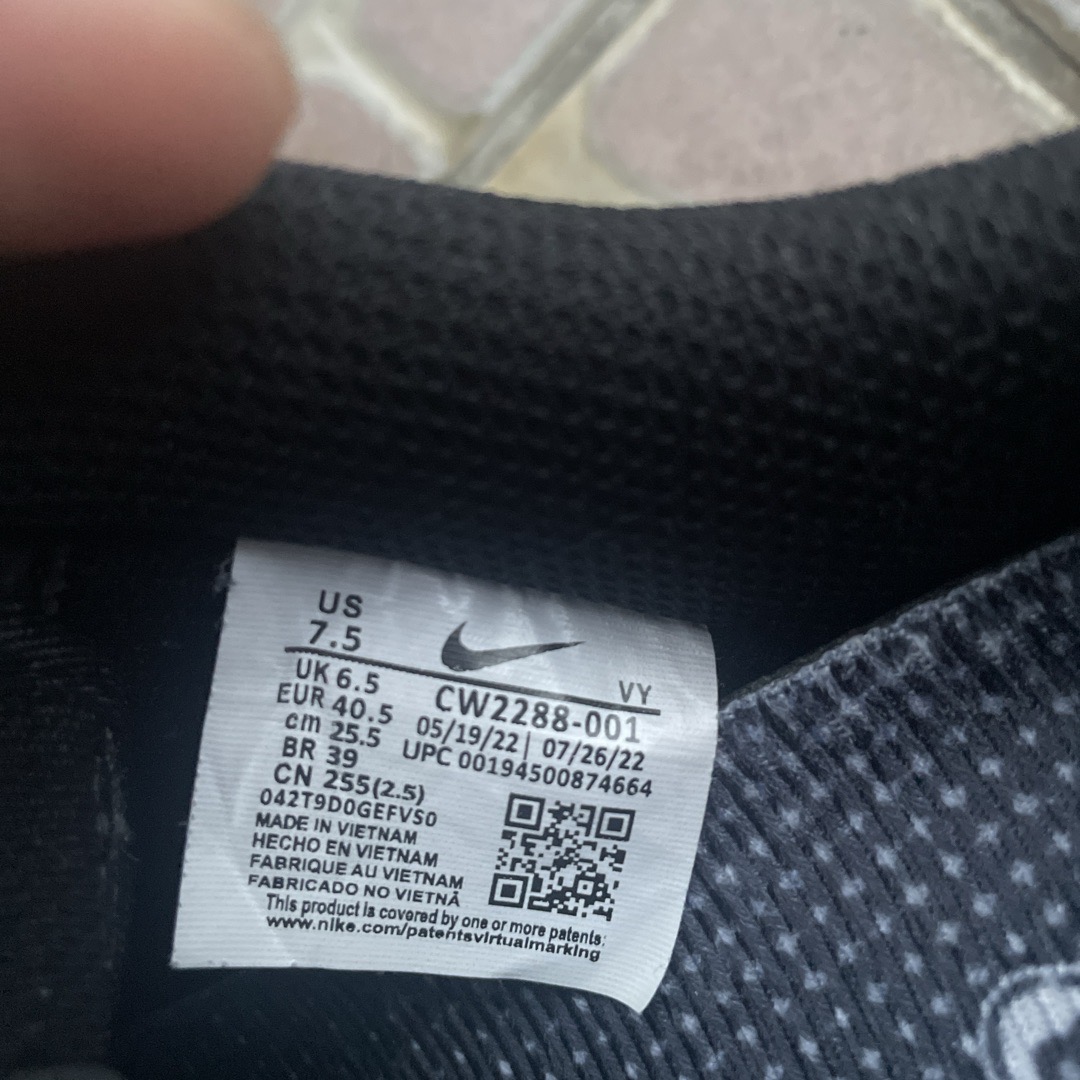 US
7.5
VY
UK 6.5
CW2288-001
EUR 40.5
05/19/22 | 07/26/22
cm 25.5
UPC 00194500874664
BR 39
CN 255(2.5)
042T9D0GEFVS0
MADE IN VIETNAM
HECHO EN VIETNAM
FABRIQUE AU VIETNAM
FABRICADO NO VIETNÃ
This product is covered by one or more patents:
www.nike.com/patentsvirtualmarking